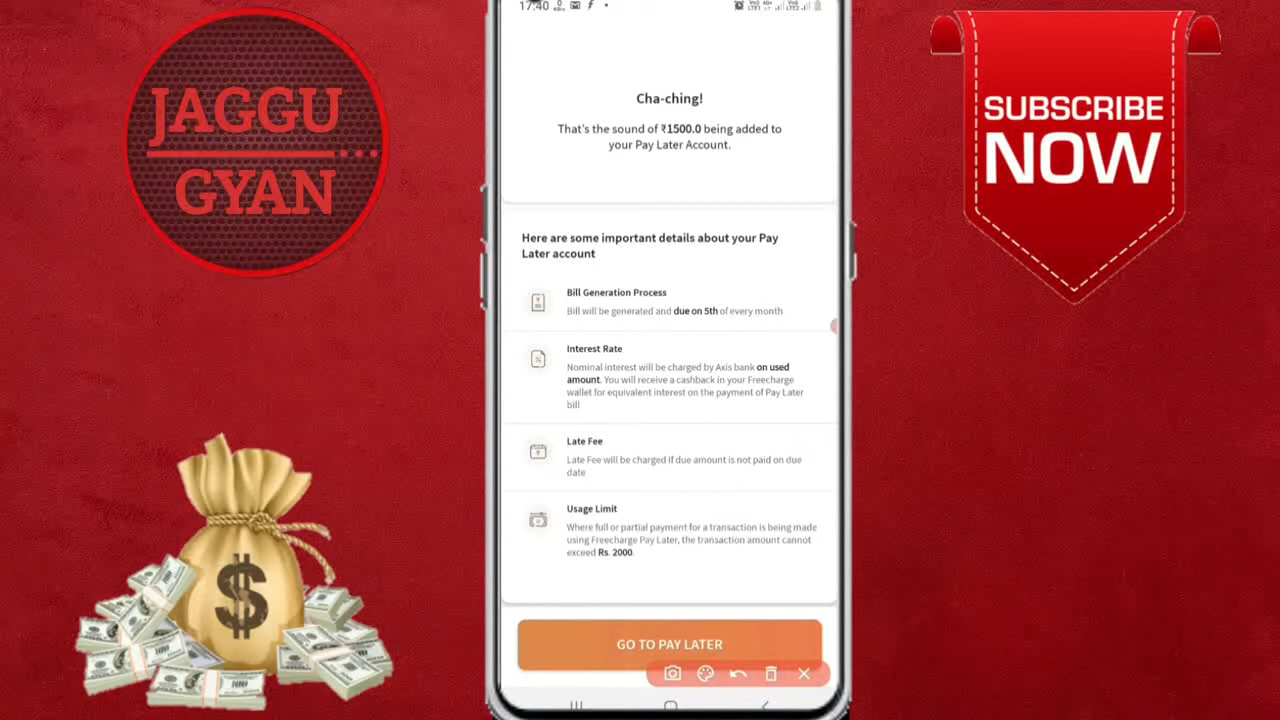 JAGGU
GYAN
SUBSCRIBE
NOW
17:40
Cha-ching!
That's the sound of ₹1500.0 being added to
your Pay Later Account.
Here are some important details about your Pay
Later account
Bill Generation Process
Bill will be generated and due on 5th of every month
Interest Rate
Nominal interest will be charged by Axis bank on used
amount. You will receive a cashback in your Freecharge
wallet for equivalent interest on the payment of Pay Later
bill
Late Fee
Late Fee will be charged if due amount is not paid on due
date
Usage Limit
Where full or partial payment for a transaction is being made
using Freecharge Pay Later, the transaction amount cannot
exceed Rs. 2000.
GO TO PAY LATER
$